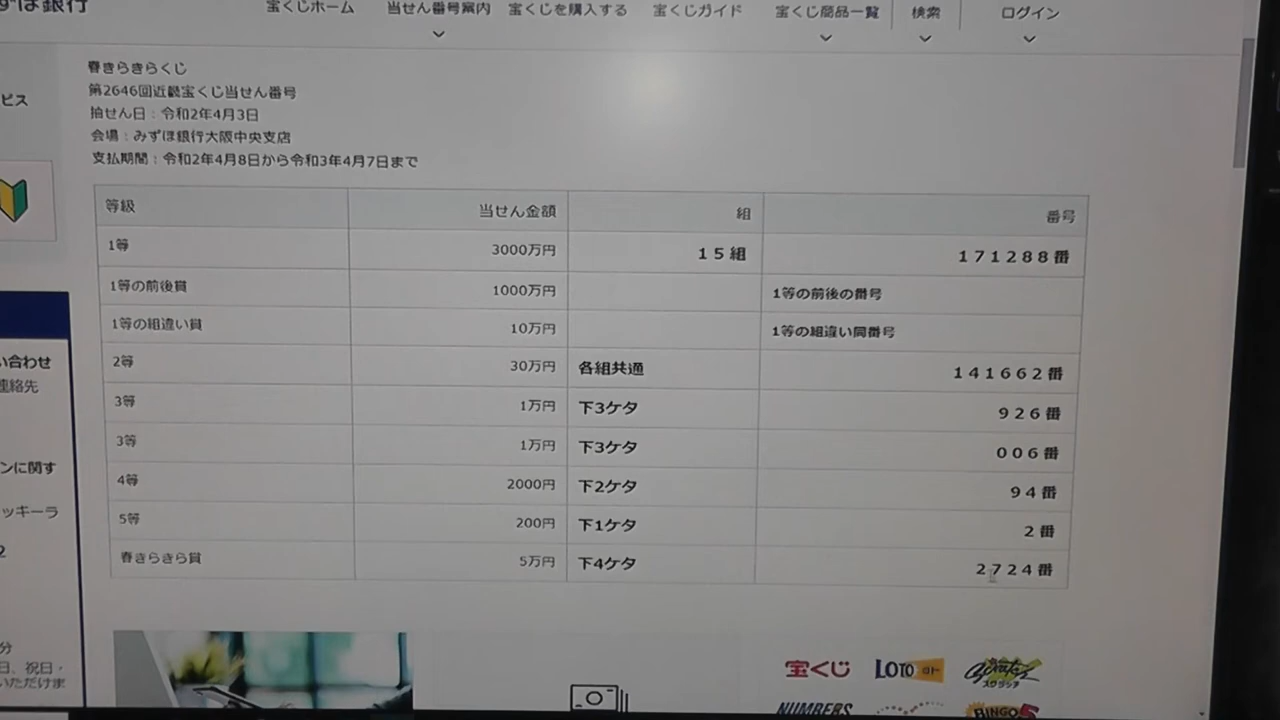 ずほ銀行
宝くじホーム 当せん番号案内 宝くじを購入する 宝くじガイド 宝くじ商品一覧 検索 ログイン
春きらきらくじ
第2646回近畿宝くじ当せん番号
抽せん日：令和2年4月3日
会場：みずほ銀行大阪中央支店
支払期間：令和2年4月8日から令和3年4月7日まで
ビス
等級 当せん金額 組 番号
1等 3000万円 15組 171288番
1等の前後賞 1000万円 1等の前後の番号
1等の組違い賞 10万円 1等の組違い同番号
2等 30万円 各組共通 141662番
3等 1万円 下3ケタ 926番
3等 1万円 下3ケタ 006番
4等 2000円 下2ケタ 94番
5等 200円 下1ケタ 2番
春きらきら賞 5万円 下4ケタ 2724番
い合わせ
連絡先
ンに関す
ッキーラ
2
分
日、祝日・
いただけま
宝くじ LOTO ロト スクラッチ
NUMBERS BINGO5